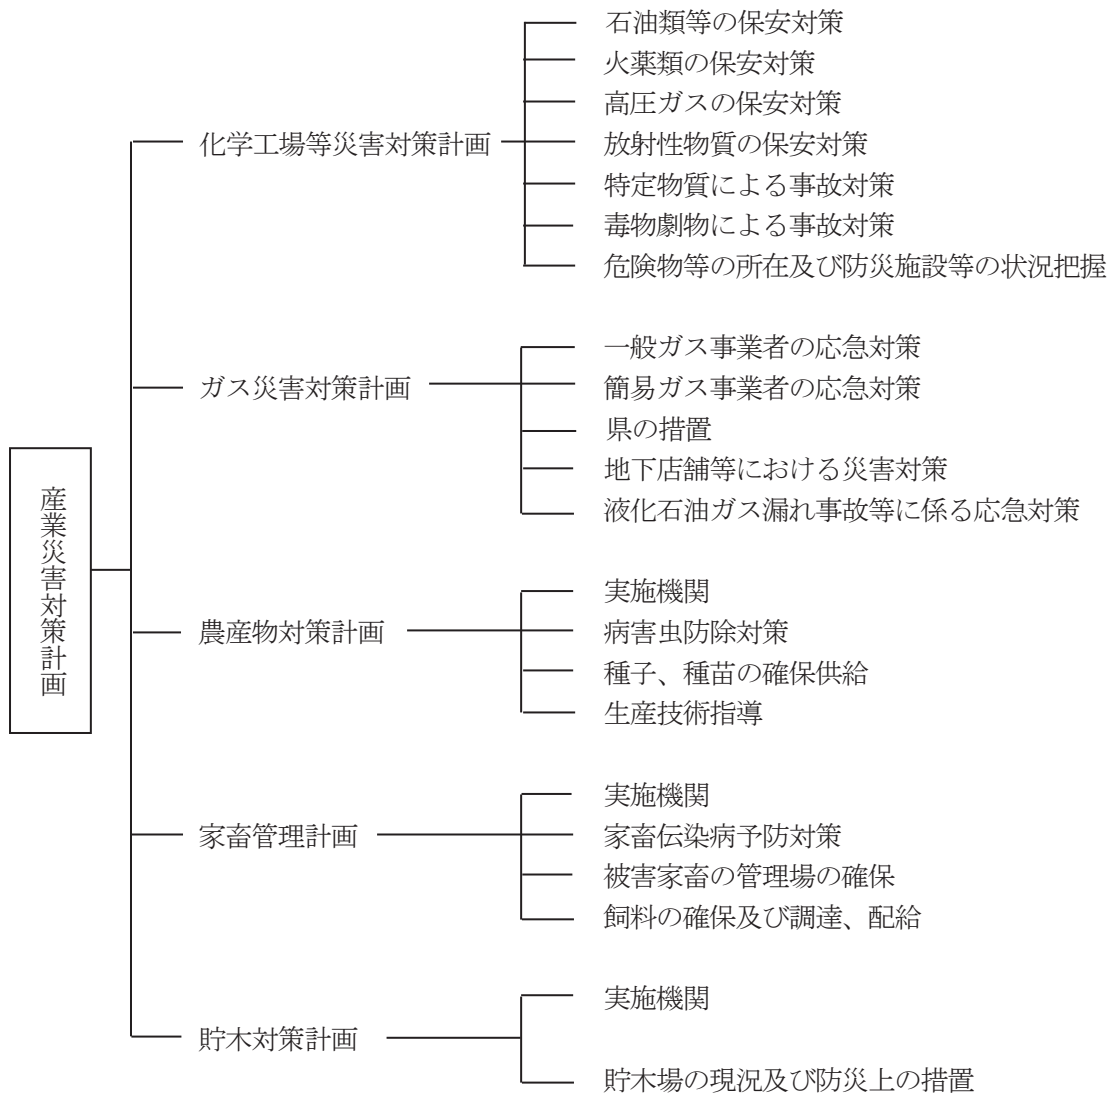 産業災害対策計画
化学工場等災害対策計画
石油類等の保安対策
火薬類の保安対策
高圧ガスの保安対策
放射性物質の保安対策
特定物質による事故対策
毒物劇物による事故対策
危険物等の所在及び防災施設等の状況把握
ガス災害対策計画
一般ガス事業者の応急対策
簡易ガス事業者の応急対策
県の措置
地下店舗等における災害対策
液化石油ガス漏れ事故等に係る応急対策
農産物対策計画
実施機関
病害虫防除対策
種子、種苗の確保供給
生産技術指導
家畜管理計画
実施機関
家畜伝染病予防対策
被害家畜の管理場の確保
飼料の確保及び調達、配給
貯木対策計画
実施機関
貯木場の現況及び防災上の措置